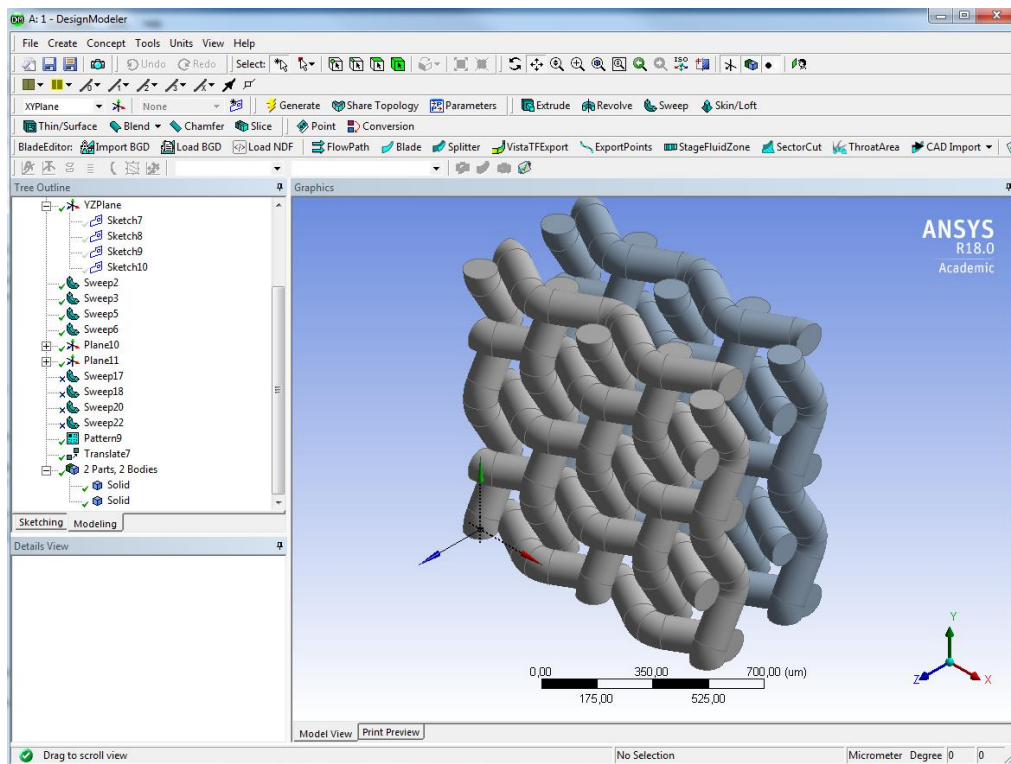 A: 1 - DesignModeler
File Create Concept Tools Units View Help
Undo Redo Select:
XYPlane None Generate Share Topology Parameters Extrude Revolve Sweep Skin/Loft
Thin/Surface Blend Chamfer Slice Point Conversion
BladeEditor: Import BGD Load BGD Load NDF FlowPath Blade Splitter VistaTFExport ExportPoints StageFluidZone SectorCut ThroatArea CAD Import
Tree Outline
Graphics
YZPlane
Sketch7
Sketch8
Sketch9
Sketch10
Sweep2
Sweep3
Sweep5
Sweep6
Plane10
Plane11
Sweep17
Sweep18
Sweep20
Sweep22
Pattern9
Translate7
2 Parts, 2 Bodies
Solid
Solid
Sketching Modeling
Details View
ANSYS
R18.0
Academic
0,00 350,00 700,00 (um)
175,00 525,00
Y
Z X
Model View Print Preview
Drag to scroll view No Selection Micrometer Degree 0 0